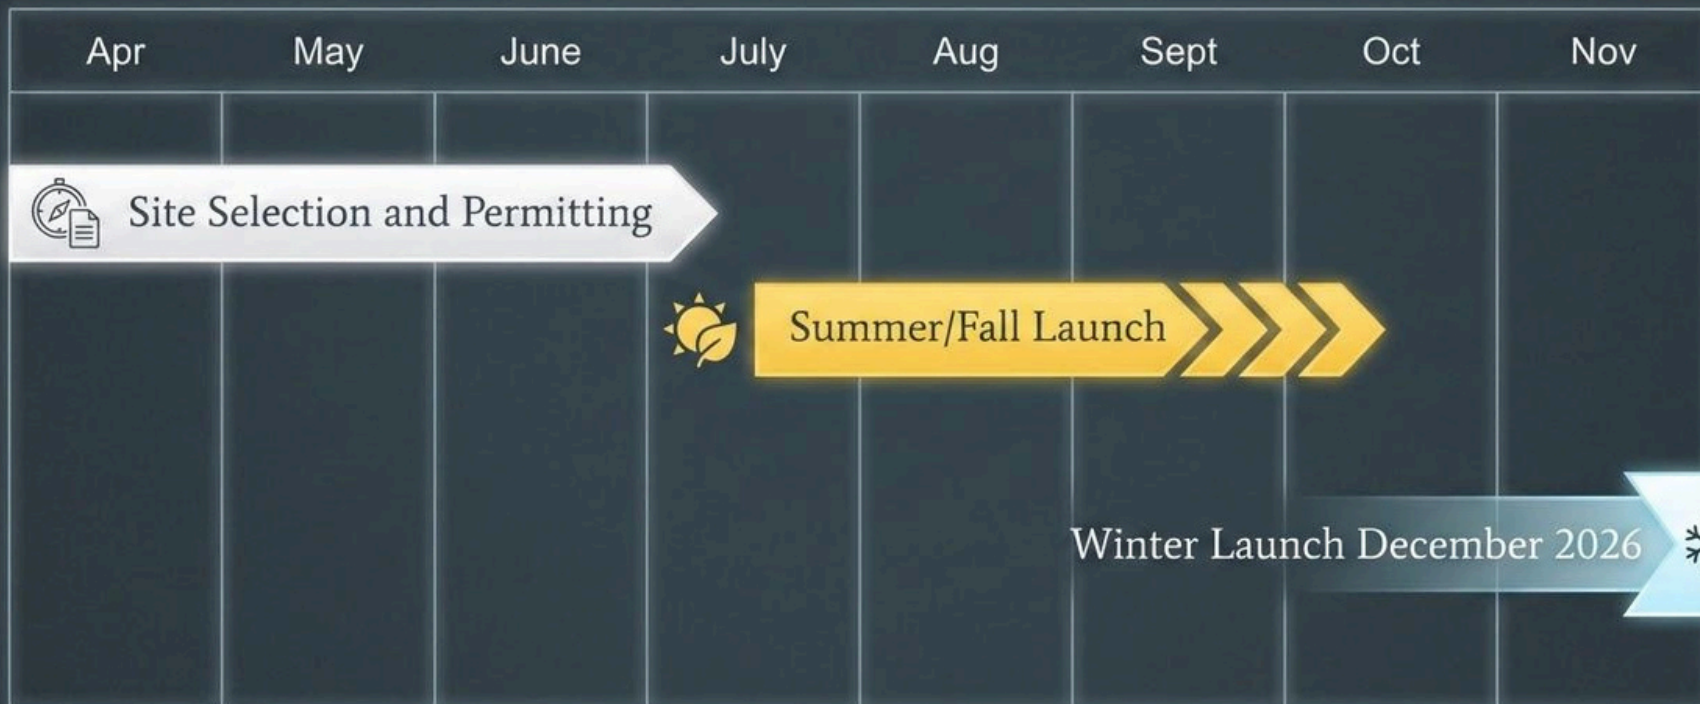 Apr May June July Aug Sept Oct Nov
Site Selection and Permitting
Summer/Fall Launch
Winter Launch December 2026